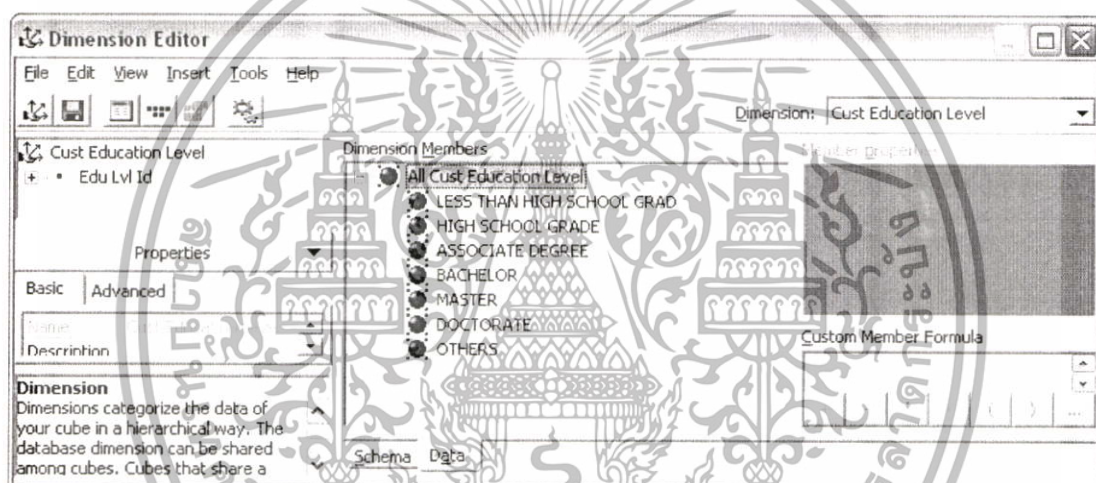 Dimension Editor
File Edit View Insert Tools Help
Dimension: Cust Education Level
Cust Education Level
Edu Lvl Id
Properties
Basic Advanced
Name
Description
Dimension
Dimensions categorize the data of
your cube in a hierarchical way. The
database dimension can be shared
among cubes. Cubes that share a
Dimension Members
All Cust Education Level
LESS THAN HIGH SCHOOL GRAD
HIGH SCHOOL GRADE
ASSOCIATE DEGREE
BACHELOR
MASTER
DOCTORATE
OTHERS
Schema Data
Member Properties
Custom Member Formula